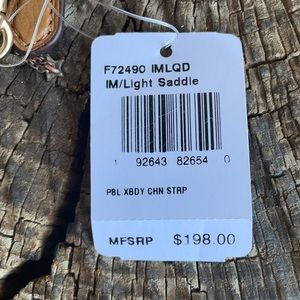 F72490 IMLQD
IM/Light Saddle
1 92643 82654 0
PBL XBDY CHN STRP
MFSRP $198.00